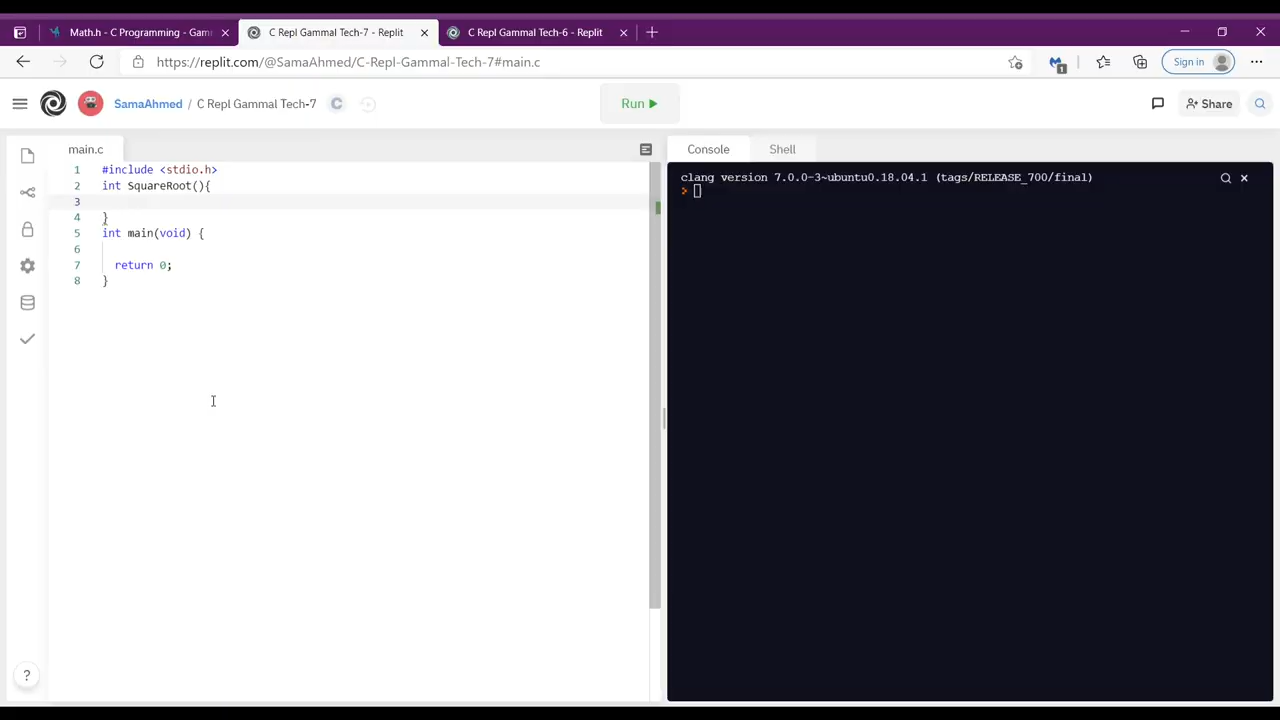 Math.h - C Programming - Gam
C Repl Gammal Tech-7 - Replit
C Repl Gammal Tech-6 - Replit
https://replit.com/@SamaAhmed/C-Repl-Gammal-Tech-7#main.c
1
Sign in
SamaAhmed / C Repl Gammal Tech-7
C
Run
Share
main.c
Console
Shell
1 #include <stdio.h>
2 int SquareRoot(){
3
4 }
5 int main(void) {
6
7 return 0;
8 }
clang version 7.0.0-3~ubuntu0.18.04.1 (tags/RELEASE_700/final)
>
?